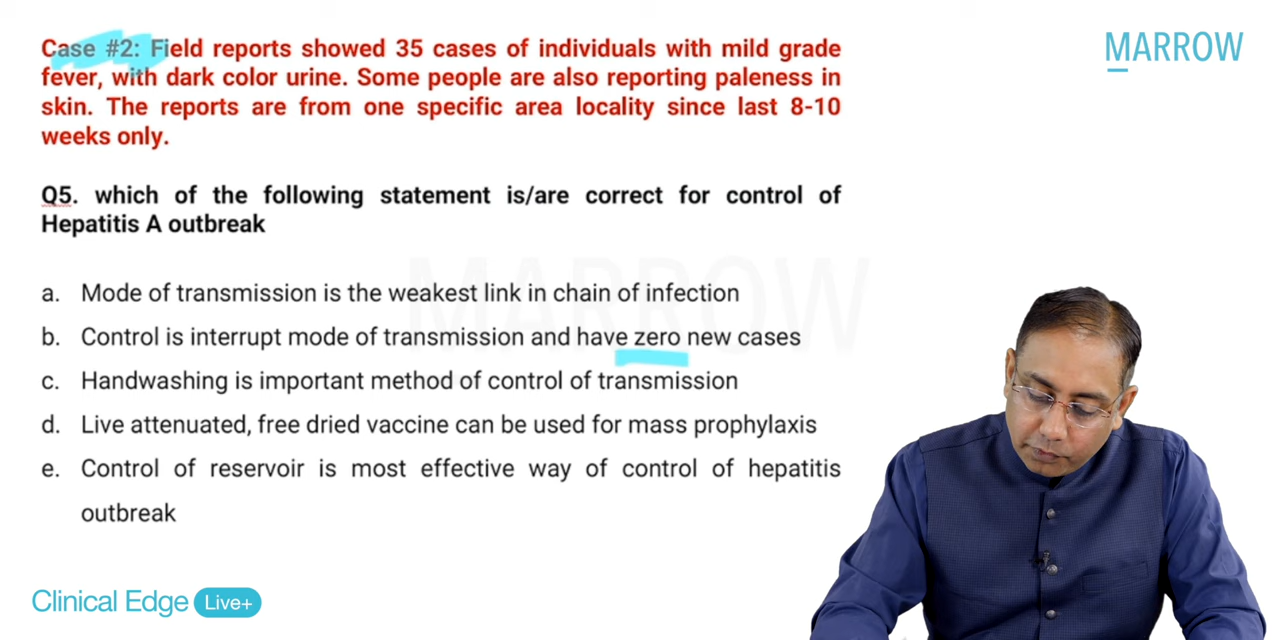 MARROW
Case #2: Field reports showed 35 cases of individuals with mild grade
fever, with dark color urine. Some people are also reporting paleness in
skin. The reports are from one specific area locality since last 8-10
weeks only.
Q5. which of the following statement is/are correct for control of
Hepatitis A outbreak
MARROW
a. Mode of transmission is the weakest link in chain of infection
b. Control is interrupt mode of transmission and have zero new cases
c. Handwashing is important method of control of transmission
d. Live attenuated, free dried vaccine can be used for mass prophylaxis
e. Control of reservoir is most effective way of control of hepatitis
outbreak
Clinical Edge Live+